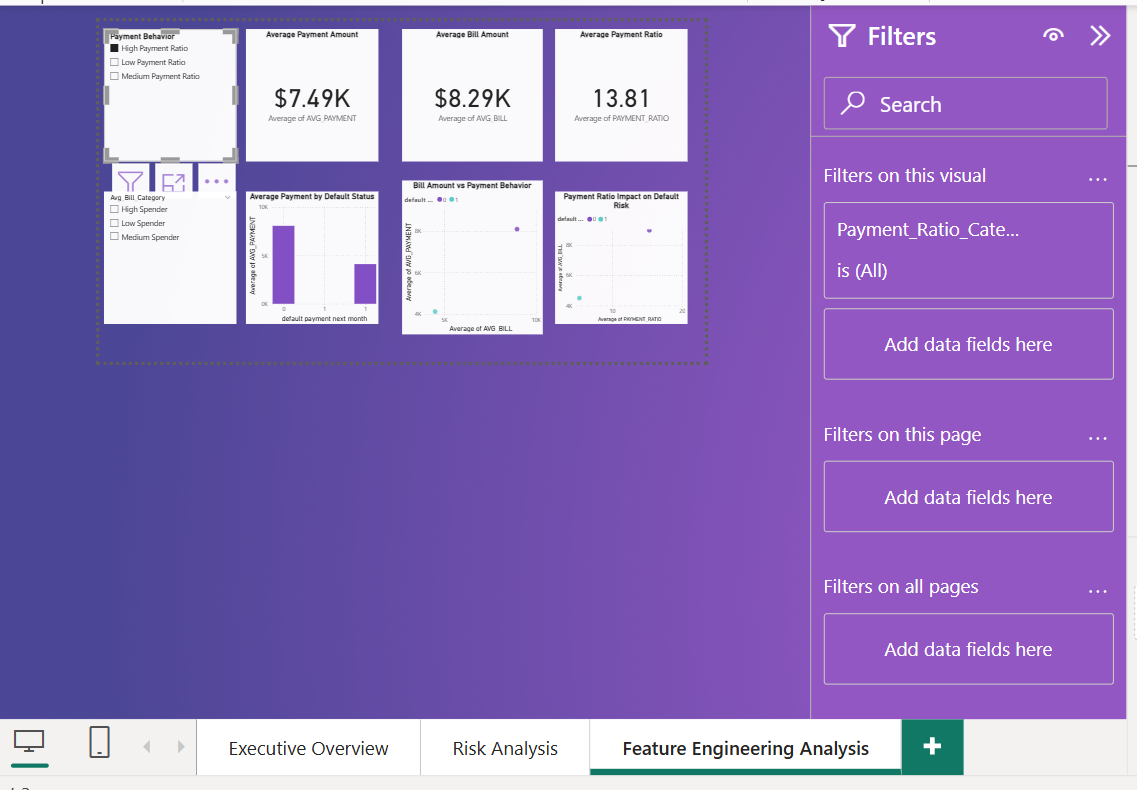 Payment Behavior
High Payment Ratio
Low Payment Ratio
Medium Payment Ratio
Average Payment Amount
$7.49K
Average of AVG_PAYMENT
Average Bill Amount
$8.29K
Average of AVG_BILL
Average Payment Ratio
13.81
Average of PAYMENT_RATIO
Avg_Bill_Category
High Spender
Low Spender
Medium Spender
Average Payment by Default Status
Average of AVG_PAYMENT
10K
5K
0K
0
1
1
default payment next month
Bill Amount vs Payment Behavior
default ... 0 1
Average of AVG_PAYMENT
8K
6K
4K
5K
10K
Average of AVG_BILL
Payment Ratio Impact on Default
Risk
default ... 0 1
Average of AVG_BILL
8K
6K
4K
10
20
Average of PAYMENT_RATIO
Filters
Search
Filters on this visual
...
Payment_Ratio_Cate...
is (All)
Add data fields here
Filters on this page
...
Add data fields here
Filters on all pages
...
Add data fields here
Executive Overview
Risk Analysis
Feature Engineering Analysis